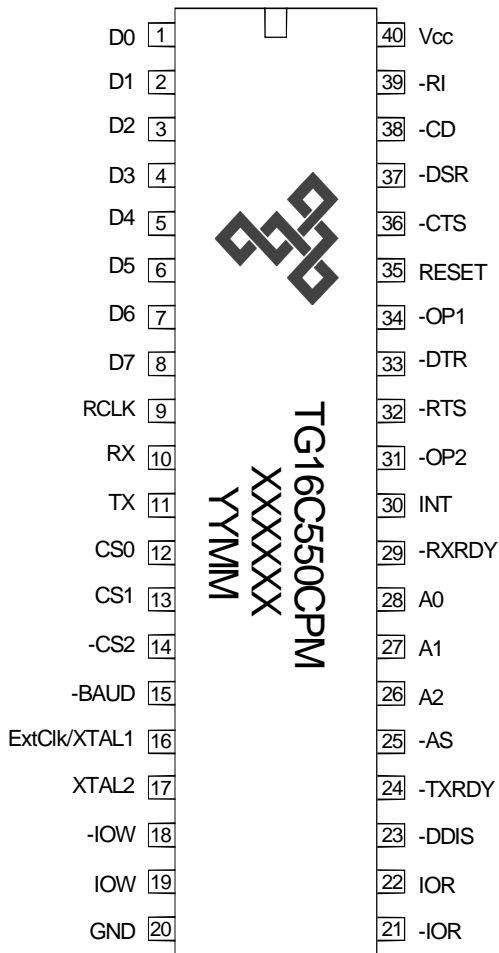 D0 1 40 Vcc
D1 2 39 -RI
D2 3 38 -CD
D3 4 37 -DSR
D4 5 36 -CTS
D5 6 35 RESET
D6 7 34 -OP1
D7 8 33 -DTR
RCLK 9 32 -RTS
RX 10 31 -OP2
TX 11 30 INT
CS0 12 29 -RXRDY
CS1 13 28 A0
-CS2 14 27 A1
-BAUD 15 26 A2
ExtClk/XTAL1 16 25 -AS
XTAL2 17 24 -TXRDY
-IOW 18 23 -DDIS
IOW 19 22 IOR
GND 20 21 -IOR
TG16C550CPM
XXXXXX
YYMM